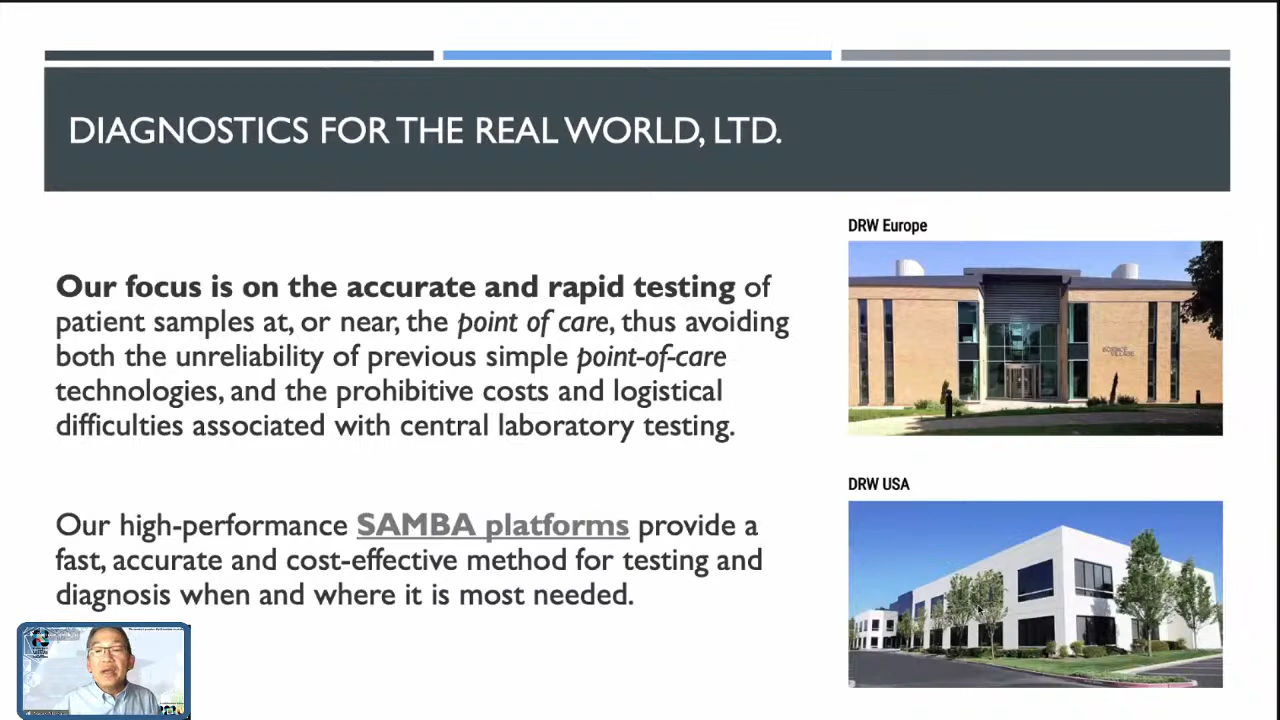 DIAGNOSTICS FOR THE REAL WORLD, LTD.
Our focus is on the accurate and rapid testing of
patient samples at, or near, the point of care, thus avoiding
both the unreliability of previous simple point-of-care
technologies, and the prohibitive costs and logistical
difficulties associated with central laboratory testing.
Our high-performance SAMBA platforms provide a
fast, accurate and cost-effective method for testing and
diagnosis when and where it is most needed.
DRW Europe
SCIENCE
VILLAGE
DRW USA